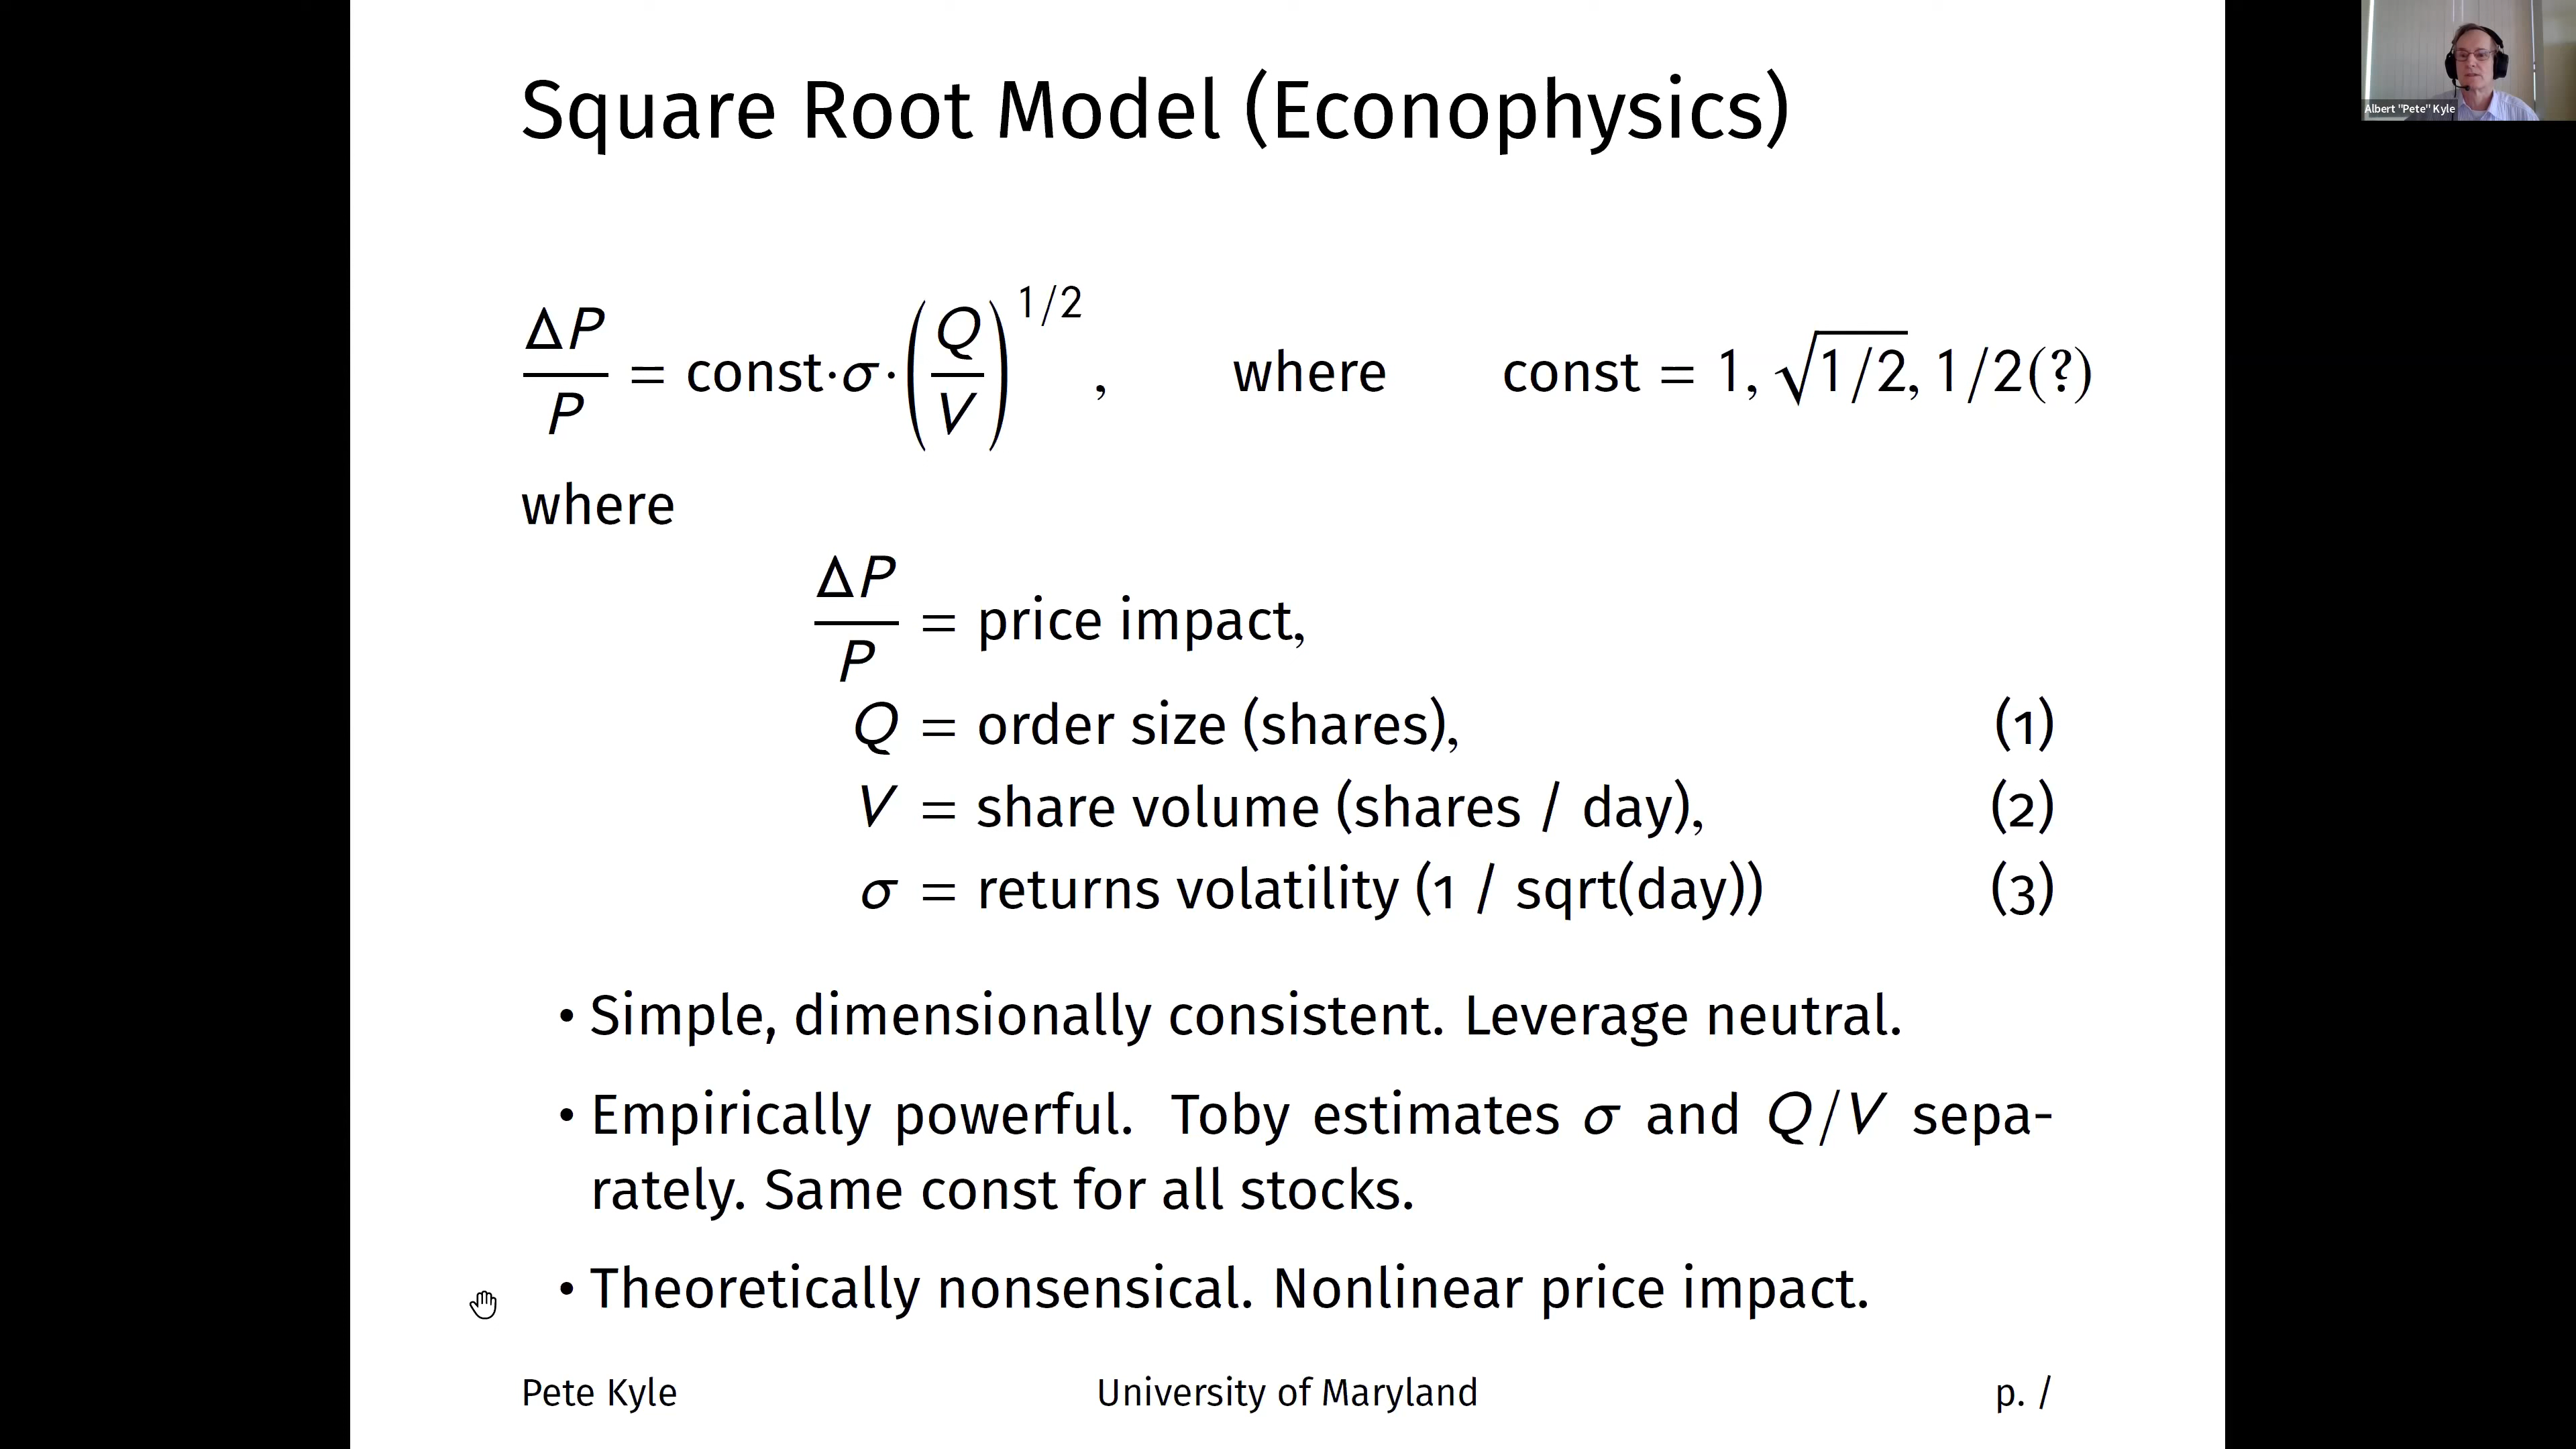 Square Root Model (Econophysics)
Albert "Pete" Kyle
ΔP/P = const·σ·(Q/V)^1/2, where const = 1, √1/2, 1/2(?)
where
ΔP/P = price impact,
Q = order size (shares), (1)
V = share volume (shares / day), (2)
σ = returns volatility (1 / sqrt(day)) (3)
• Simple, dimensionally consistent. Leverage neutral.
• Empirically powerful. Toby estimates σ and Q/V sepa-
rately. Same const for all stocks.
• Theoretically nonsensical. Nonlinear price impact.
Pete Kyle University of Maryland p. /